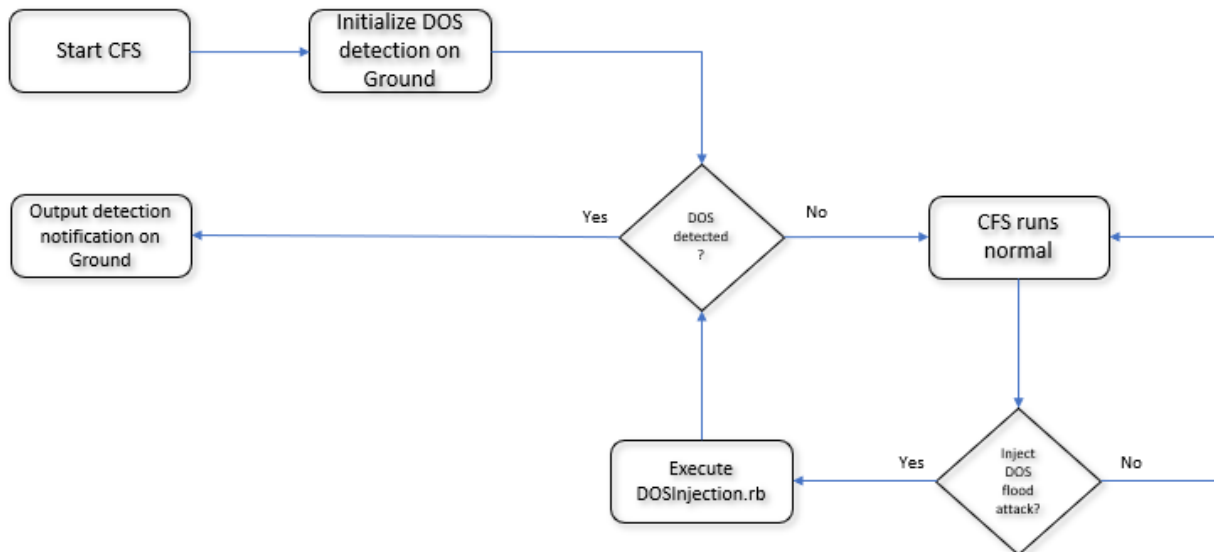 Start CFS
Initialize DOS
detection on
Ground
Output detection
notification on
Ground
Yes
DOS
detected
?
No
CFS runs
normal
Execute
DOSInjection.rb
Yes
Inject
DOS
flood
attack?
No